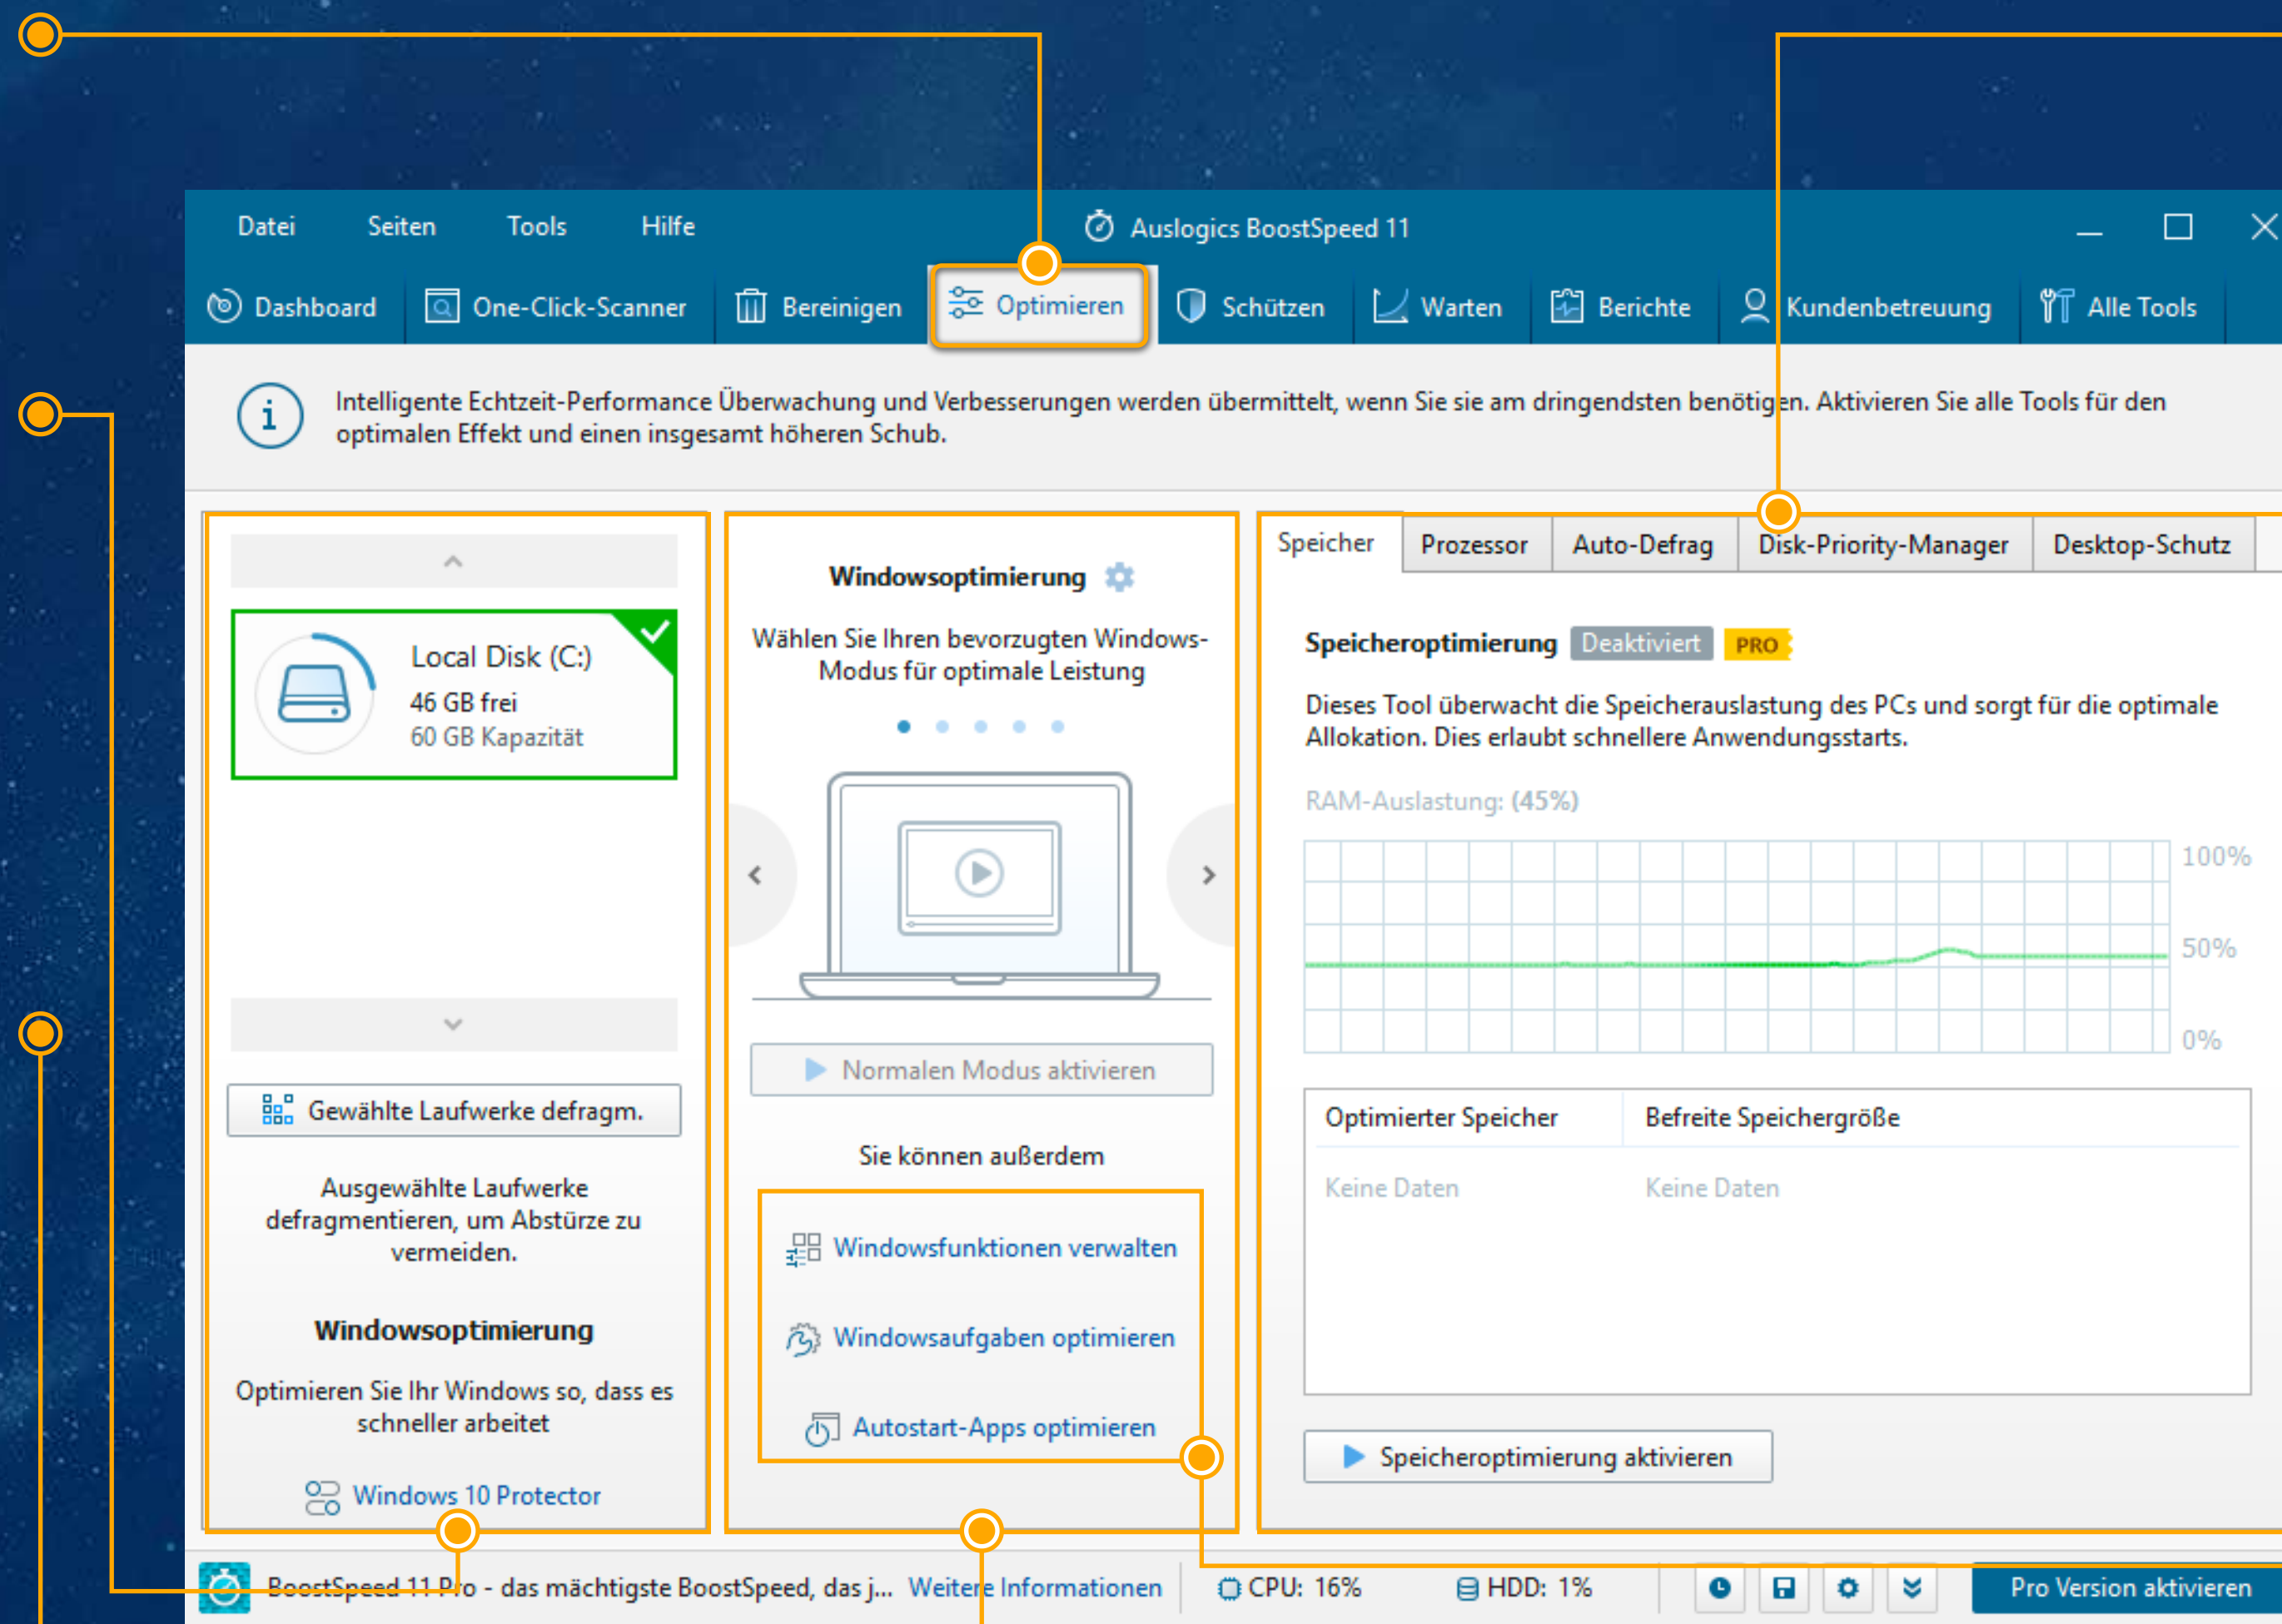 Datei Seiten Tools Hilfe Auslogics BoostSpeed 11
Dashboard One-Click-Scanner Bereinigen Optimieren Schützen Warten Berichte Kundenbetreuung Alle Tools
Intelligente Echtzeit-Performance Überwachung und Verbesserungen werden übermittelt, wenn Sie sie am dringendsten benötigen. Aktivieren Sie alle Tools für den
optimalen Effekt und einen insgesamt höheren Schub.
Local Disk (C:)
46 GB frei
60 GB Kapazität
Gewählte Laufwerke defragm.
Ausgewählte Laufwerke
defragmentieren, um Abstürze zu
vermeiden.
Windowsoptimierung
Optimieren Sie Ihr Windows so, dass es
schneller arbeitet
Windows 10 Protector
Windowsoptimierung
Wählen Sie Ihren bevorzugten Windows-
Modus für optimale Leistung
Normalen Modus aktivieren
Sie können außerdem
Windowsfunktionen verwalten
Windowsaufgaben optimieren
Autostart-Apps optimieren
Speicher Prozessor Auto-Defrag Disk-Priority-Manager Desktop-Schutz
Speicheroptimierung Deaktiviert PRO
Dieses Tool überwacht die Speicherauslastung des PCs und sorgt für die optimale
Allokation. Dies erlaubt schnellere Anwendungsstarts.
RAM-Auslastung: (45%)
100%
50%
0%
Optimierter Speicher Befreite Speichergröße
Keine Daten Keine Daten
Speicheroptimierung aktivieren
BoostSpeed 11 Pro - das mächtigste BoostSpeed, das j... Weitere Informationen CPU: 16% HDD: 1% Pro Version aktivieren